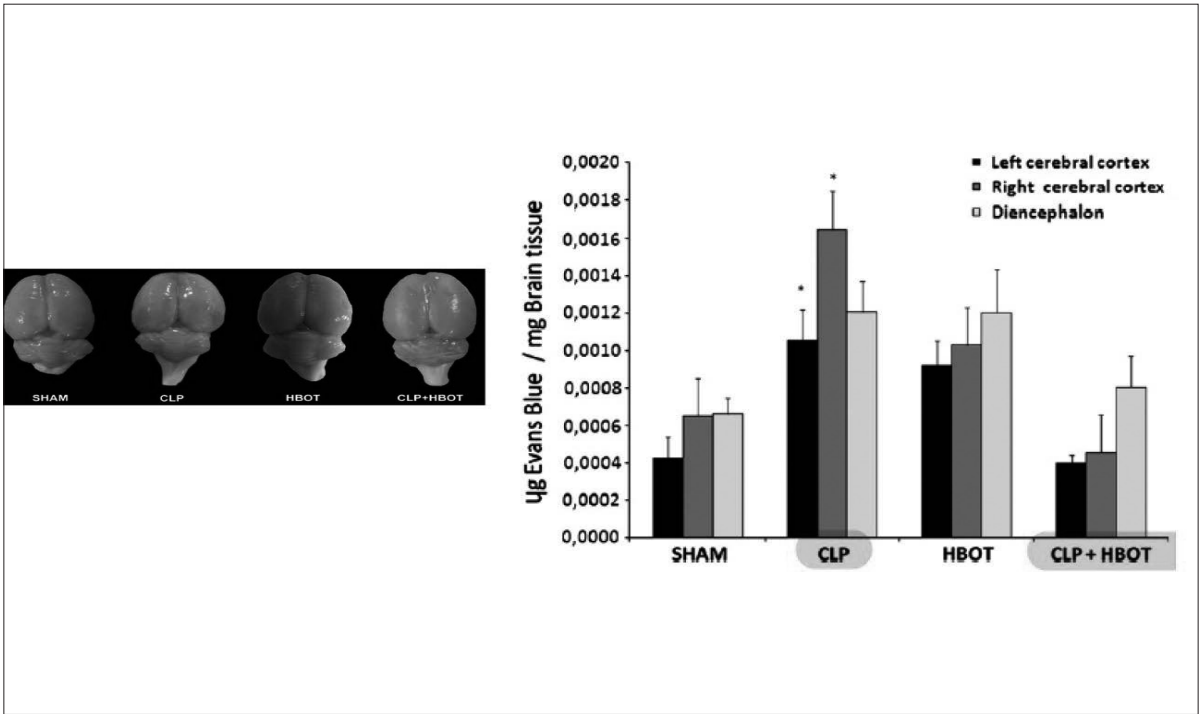 SHAM
CLP
HBOT
CLP+HBOT
ųg Evans Blue / mg Brain tissue
0,0020
0,0018
0,0016
0,0014
0,0012
0,0010
0,0008
0,0006
0,0004
0,0002
0,0000
*
*
Left cerebral cortex
Right cerebral cortex
Diencephalon
SHAM
CLP
HBOT
CLP + HBOT